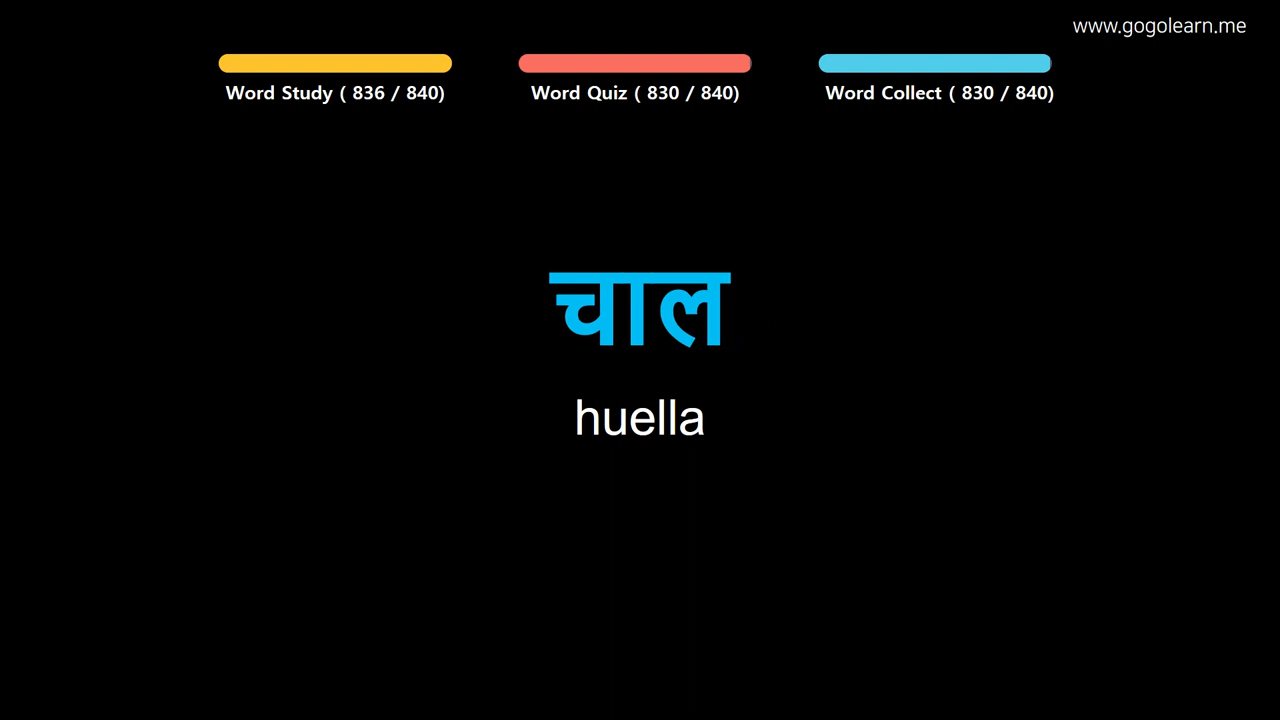 www.gogolearn.me
Word Study ( 836 / 840)
Word Quiz ( 830 / 840)
Word Collect ( 830 / 840)
चाल
huella